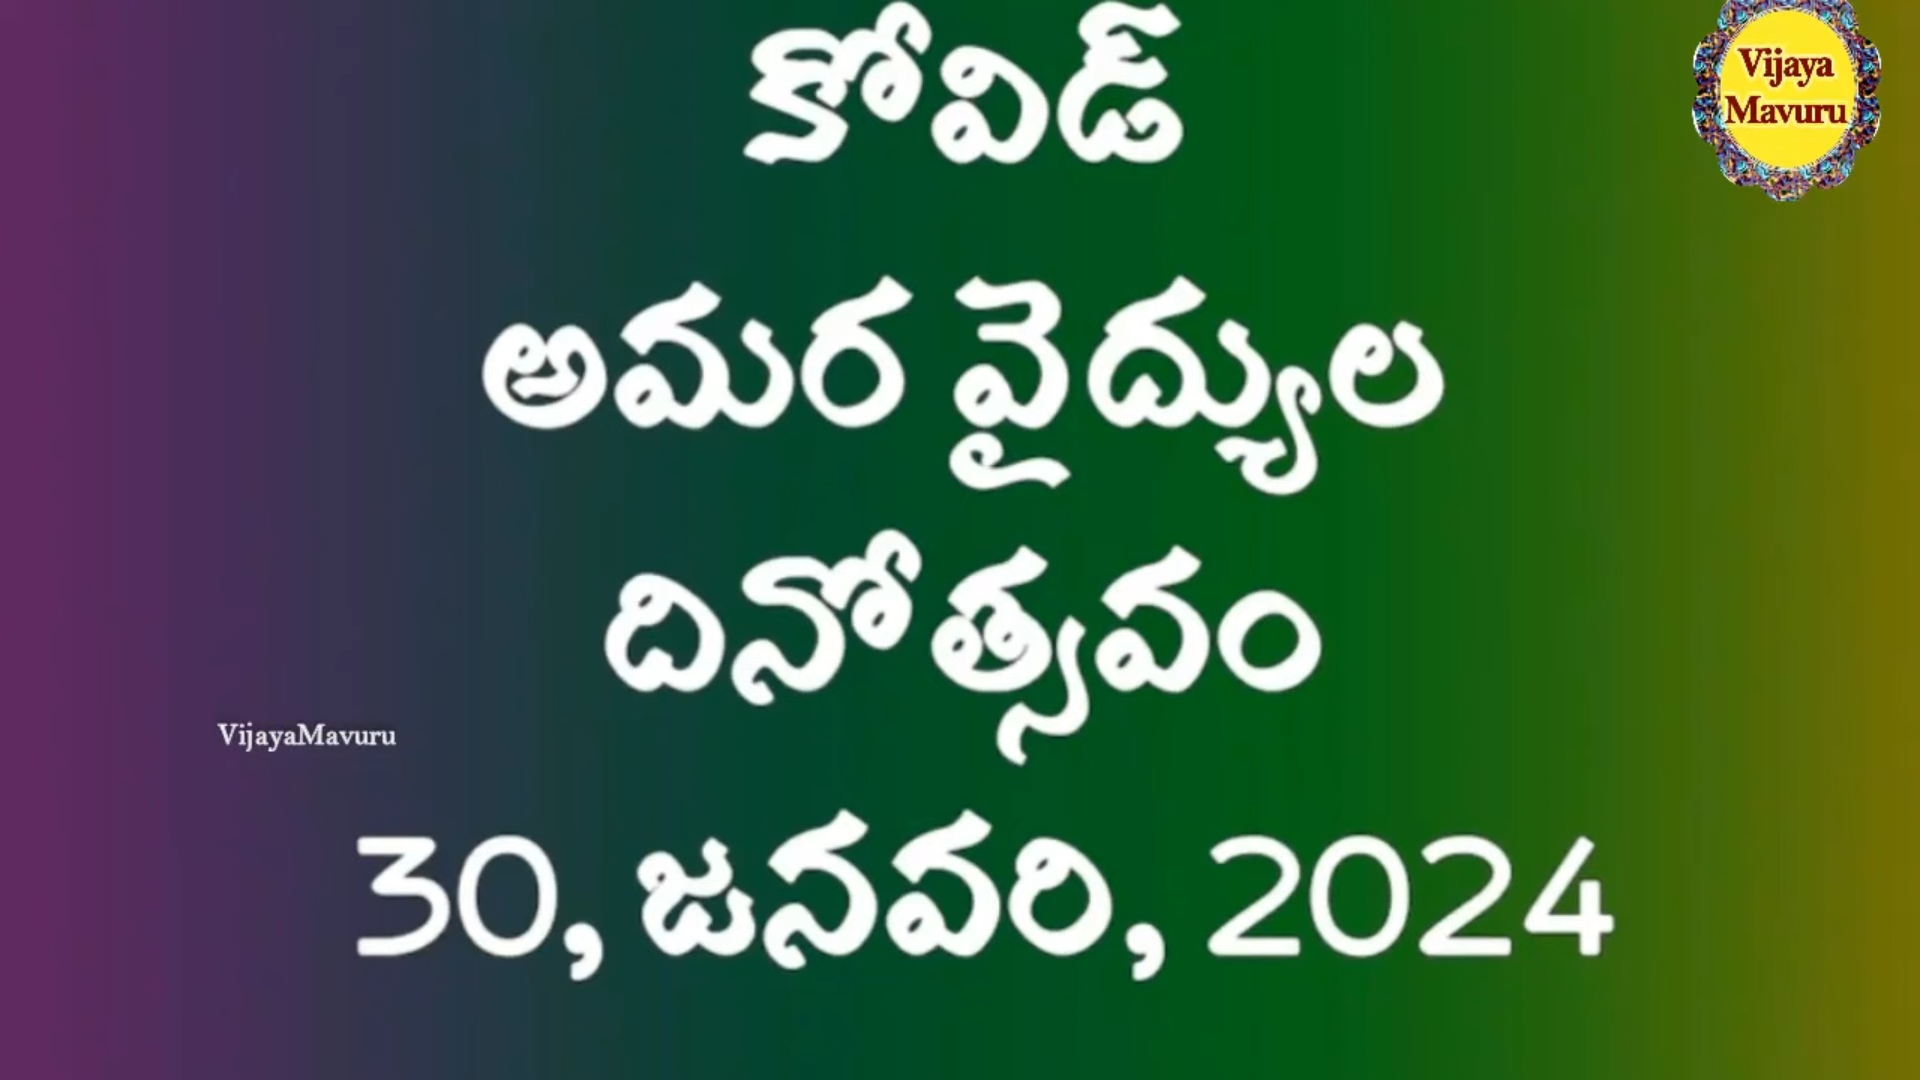 కోవిడ్
Vijaya
Mavuru
అమర వైద్యుల
దినోత్సవం
VijayaMavuru
30, జనవరి, 2024